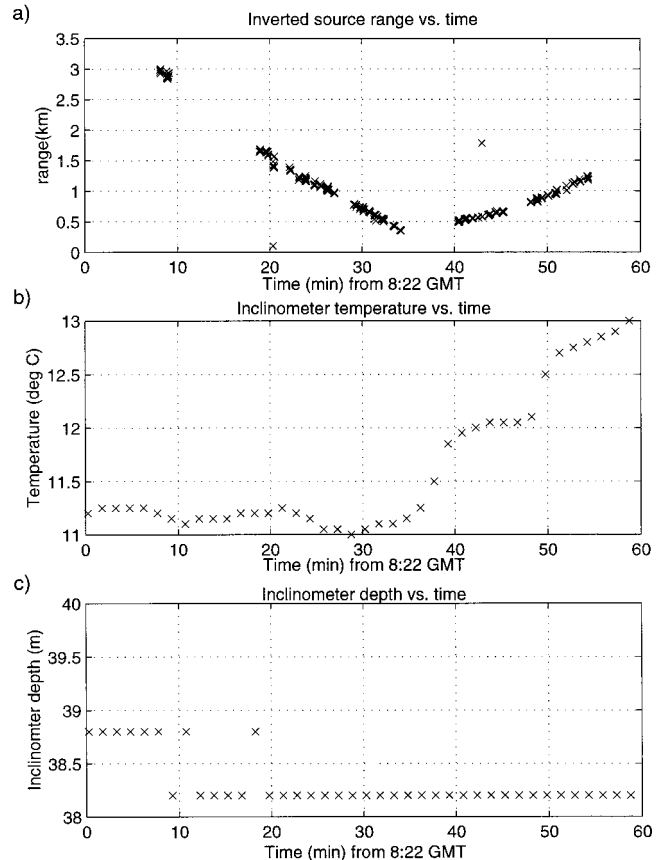 a)
Inverted source range vs. time
3.5
3
2.5
2
1.5
1
0.5
0
range(km)
0 10 20 30 40 50 60
Time (min) from 8:22 GMT
b)
Inclinometer temperature vs. time
13
12.5
12
11.5
11
Temperature (deg C)
0 10 20 30 40 50 60
Time (min) from 8:22 GMT
c)
Inclinometer depth vs. time
40
39.5
39
38.5
38
Inclinomter depth (m)
0 10 20 30 40 50 60
Time (min) from 8:22 GMT